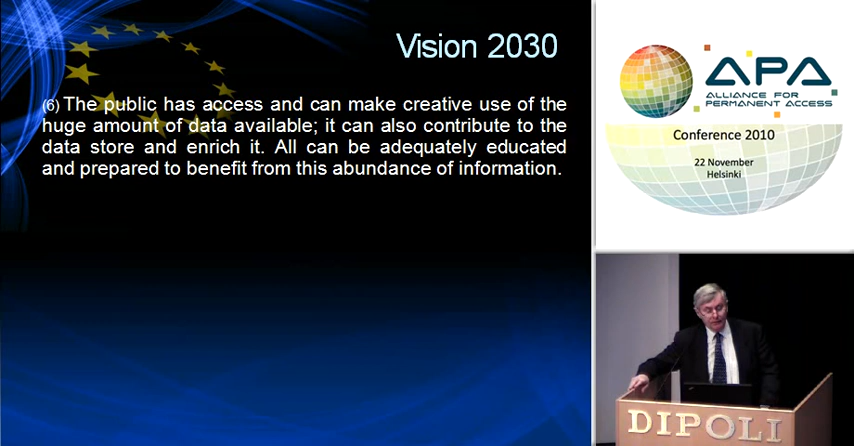 Vision 2030
(6) The public has access and can make creative use of the
huge amount of data available; it can also contribute to the
data store and enrich it. All can be adequately educated
and prepared to benefit from this abundance of information.
APA
ALLIANCE FOR
PERMANENT ACCESS
Conference 2010
22 November
Helsinki
DIPOLI